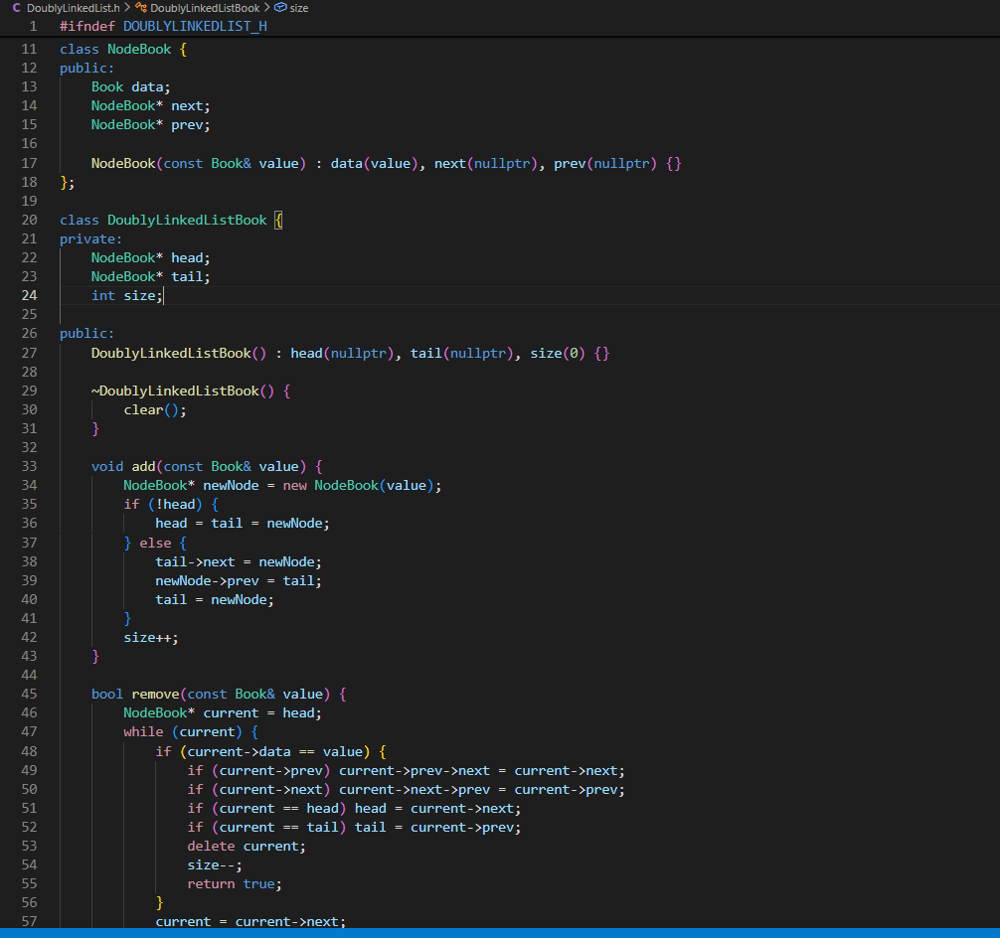 DoublyLinkedList.h > DoublyLinkedListBook > size
1 #ifndef DOUBLYLINKEDLIST_H
11 class NodeBook {
12 public:
13     Book data;
14     NodeBook* next;
15     NodeBook* prev;
16
17     NodeBook(const Book& value) : data(value), next(nullptr), prev(nullptr) {}
18 };
19
20 class DoublyLinkedListBook {
21 private:
22     NodeBook* head;
23     NodeBook* tail;
24     int size;
25
26 public:
27     DoublyLinkedListBook() : head(nullptr), tail(nullptr), size(0) {}
28
29     ~DoublyLinkedListBook() {
30         clear();
31     }
32
33     void add(const Book& value) {
34         NodeBook* newNode = new NodeBook(value);
35         if (!head) {
36             head = tail = newNode;
37         } else {
38             tail->next = newNode;
39             newNode->prev = tail;
40             tail = newNode;
41         }
42         size++;
43     }
44
45     bool remove(const Book& value) {
46         NodeBook* current = head;
47         while (current) {
48             if (current->data == value) {
49                 if (current->prev) current->prev->next = current->next;
50                 if (current->next) current->next->prev = current->prev;
51                 if (current == head) head = current->next;
52                 if (current == tail) tail = current->prev;
53                 delete current;
54                 size--;
55                 return true;
56             }
57             current = current->next;